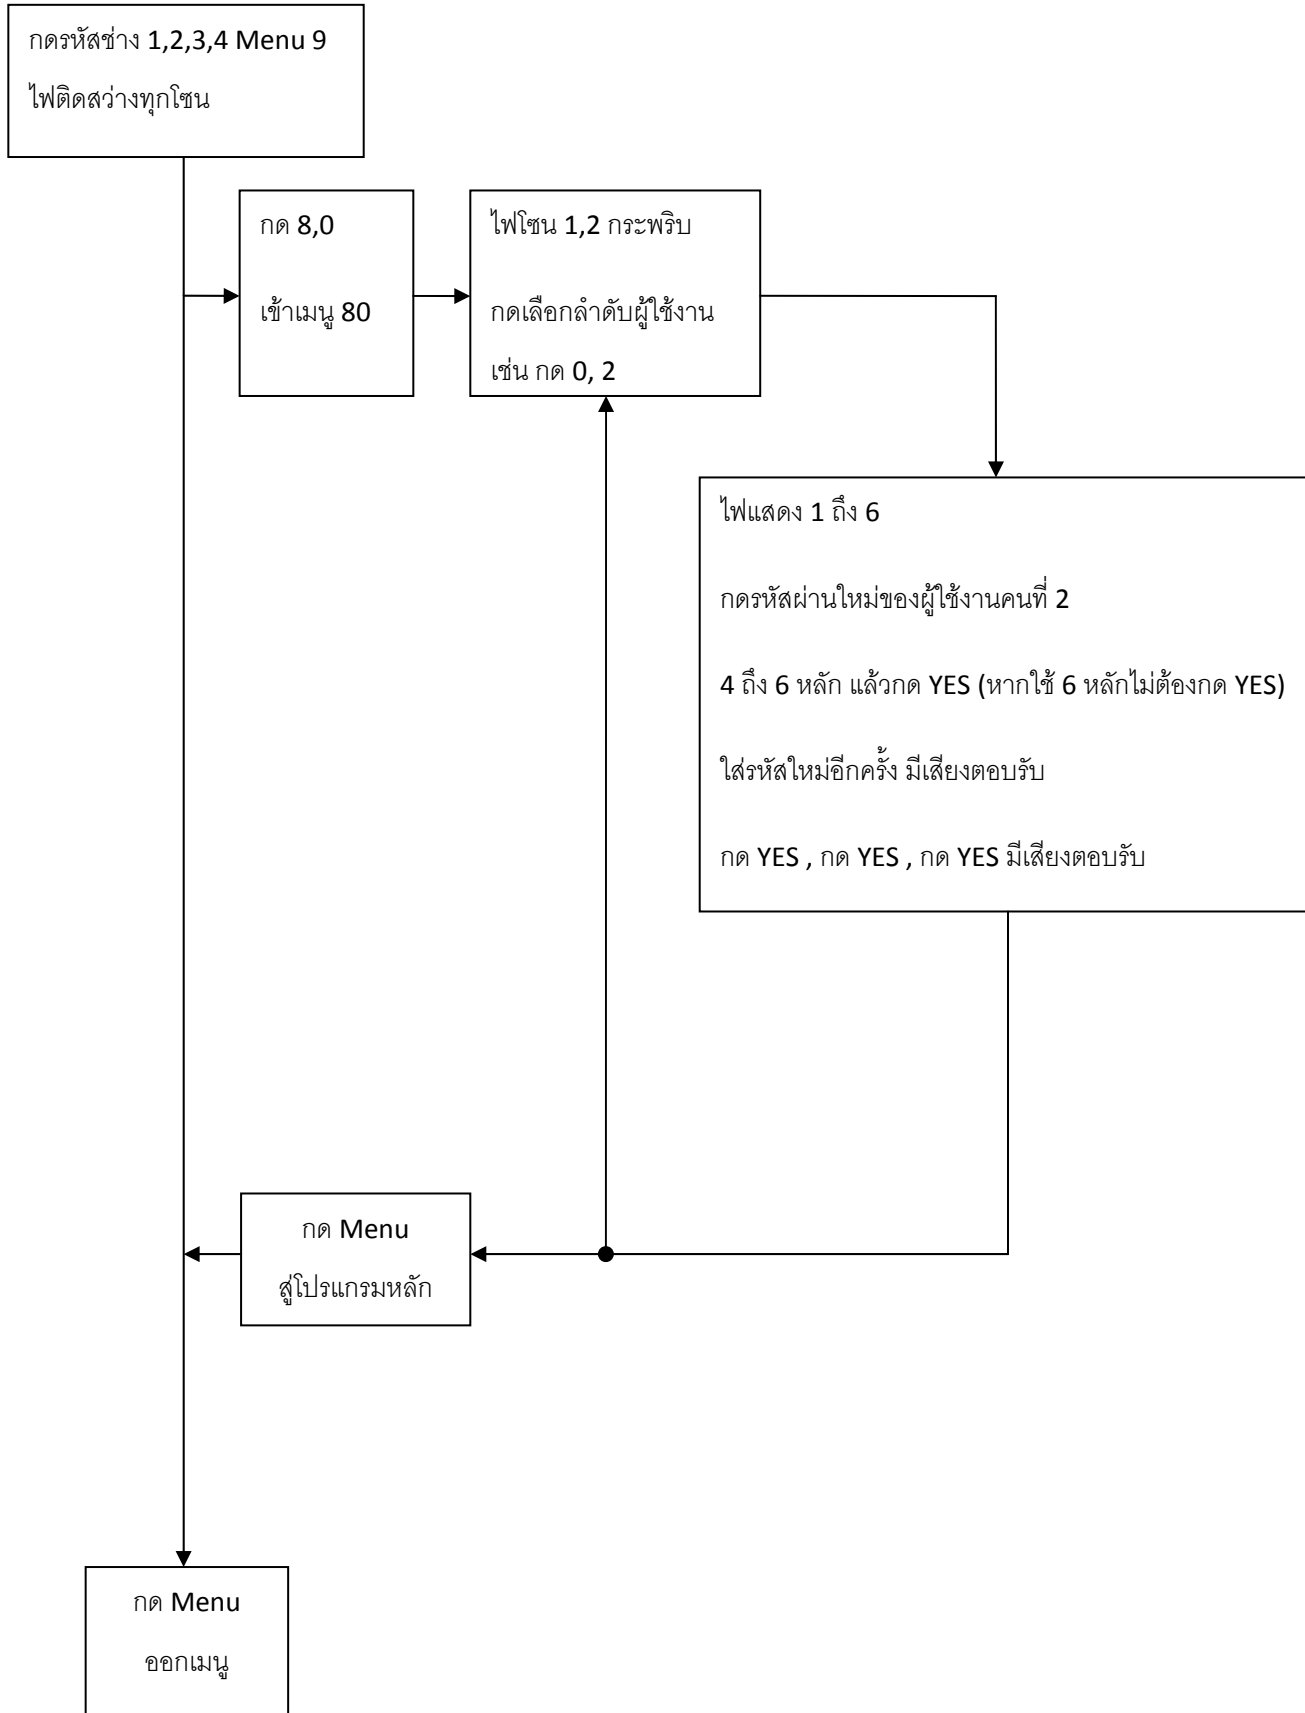 กดรหัสช่าง 1,2,3,4 Menu 9
ไฟติดสว่างทุกโซน
กด 8,0
เข้าเมนู 80
ไฟโซน 1,2 กระพริบ
กดเลือกลำดับผู้ใช้งาน
เช่น กด 0, 2
ไฟแสดง 1 ถึง 6
กดรหัสผ่านใหม่ของผู้ใช้งานคนที่ 2
4 ถึง 6 หลัก แล้วกด YES (หากใช้ 6 หลักไม่ต้องกด YES)
ใส่รหัสใหม่อีกครั้ง มีเสียงตอบรับ
กด YES , กด YES , กด YES มีเสียงตอบรับ
กด Menu
สู่โปรแกรมหลัก
กด Menu
ออกเมนู